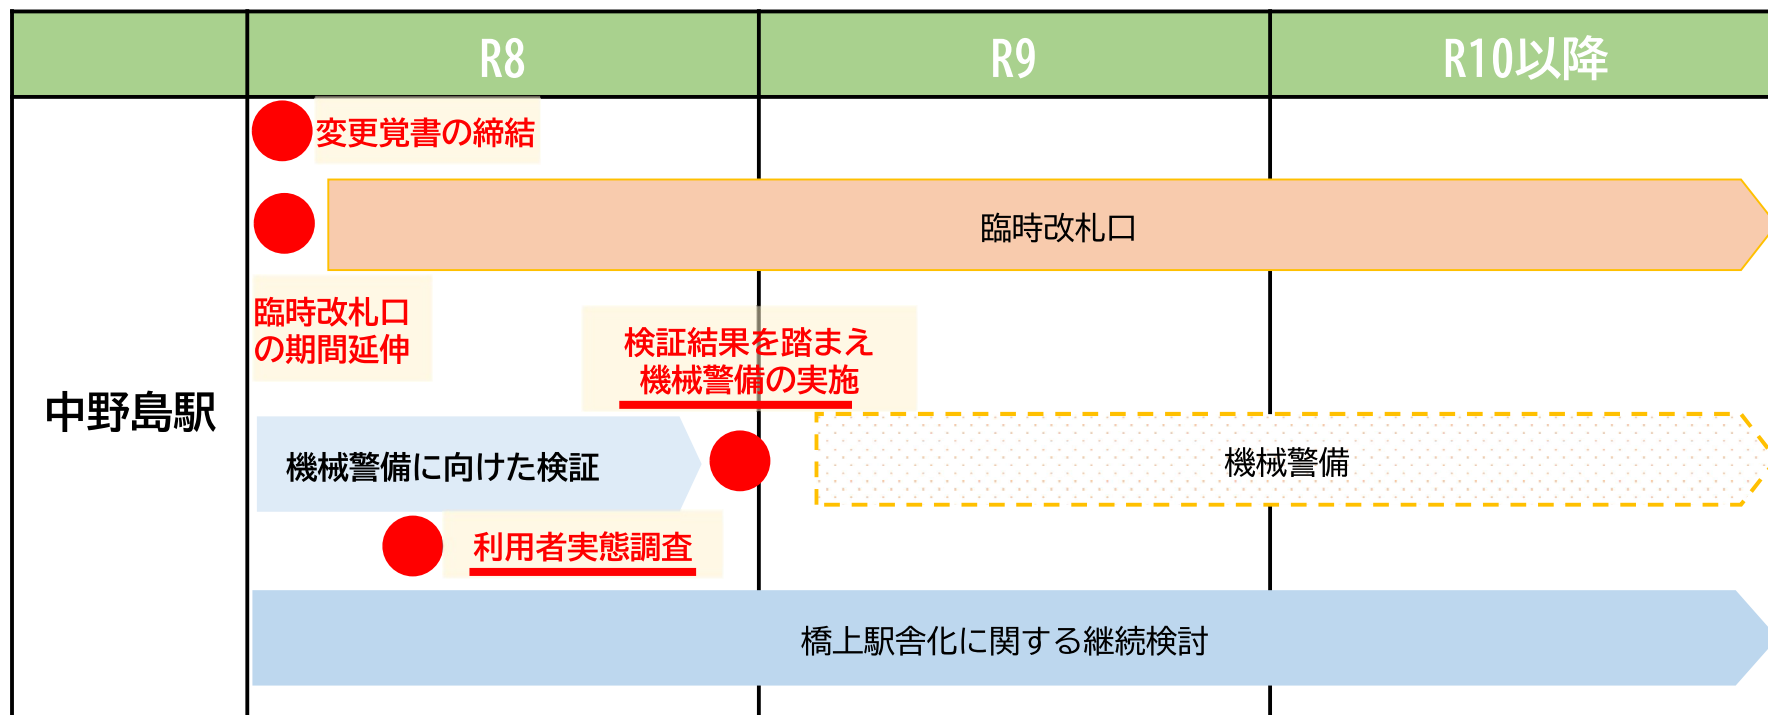 R8
R9
R10以降
中野島駅
変更覚書の締結
臨時改札口
臨時改札口
の期間延伸
検証結果を踏まえ
機械警備の実施
機械警備に向けた検証
機械警備
利用者実態調査
橋上駅舎化に関する継続検討